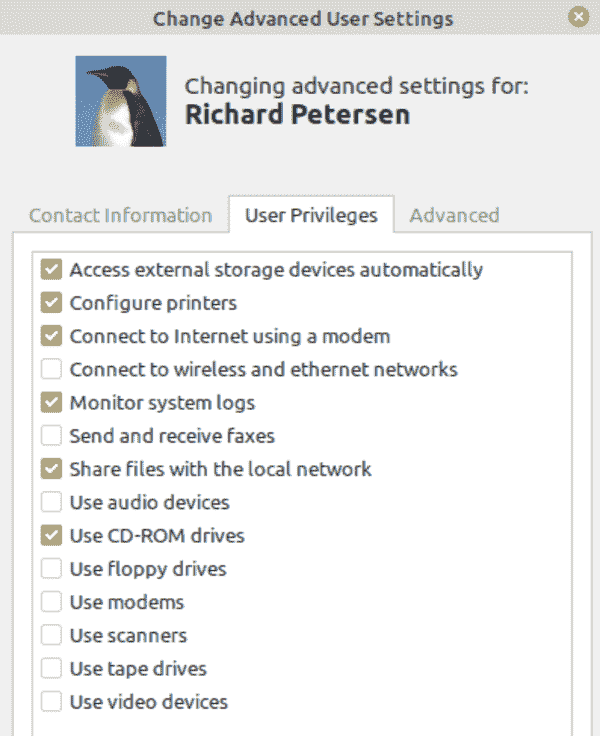 Change Advanced User Settings
Changing advanced settings for:
Richard Petersen
Contact Information User Privileges Advanced
Access external storage devices automatically
Configure printers
Connect to Internet using a modem
Connect to wireless and ethernet networks
Monitor system logs
Send and receive faxes
Share files with the local network
Use audio devices
Use CD-ROM drives
Use floppy drives
Use modems
Use scanners
Use tape drives
Use video devices